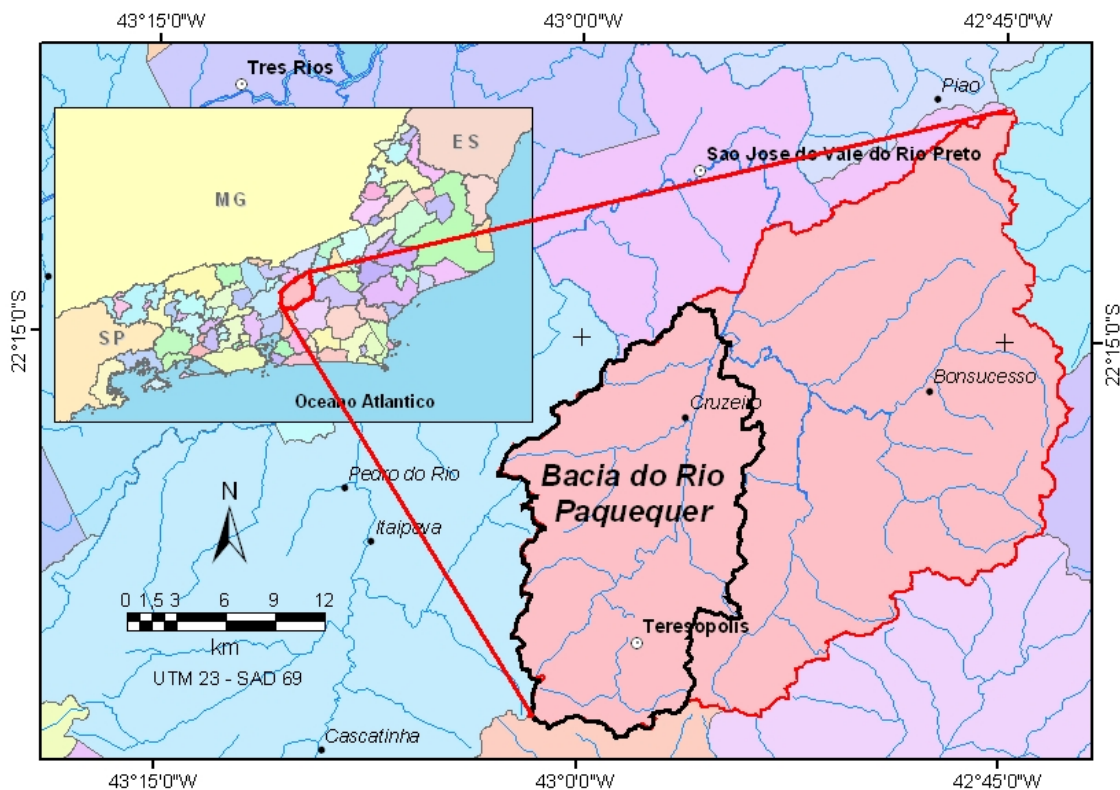 43°15'0"W
43°00'0"W
42°45'0"W
Tres Rios
Piao
Sao Jose do Vale do Rio Preto
ES
MG
SP
Oceano Atlantico
22°15'0"S
22°15'0"S
Bonsucesso
Cruzeiro
Pedro do Rio
Bacia do Rio
Paquequer
N
Itaipava
0 1,5 3 6 9 12
km
Teresopolis
UTM 23 - SAD 69
Cascatinha
43°15'0"W
43°00'0"W
42°45'0"W